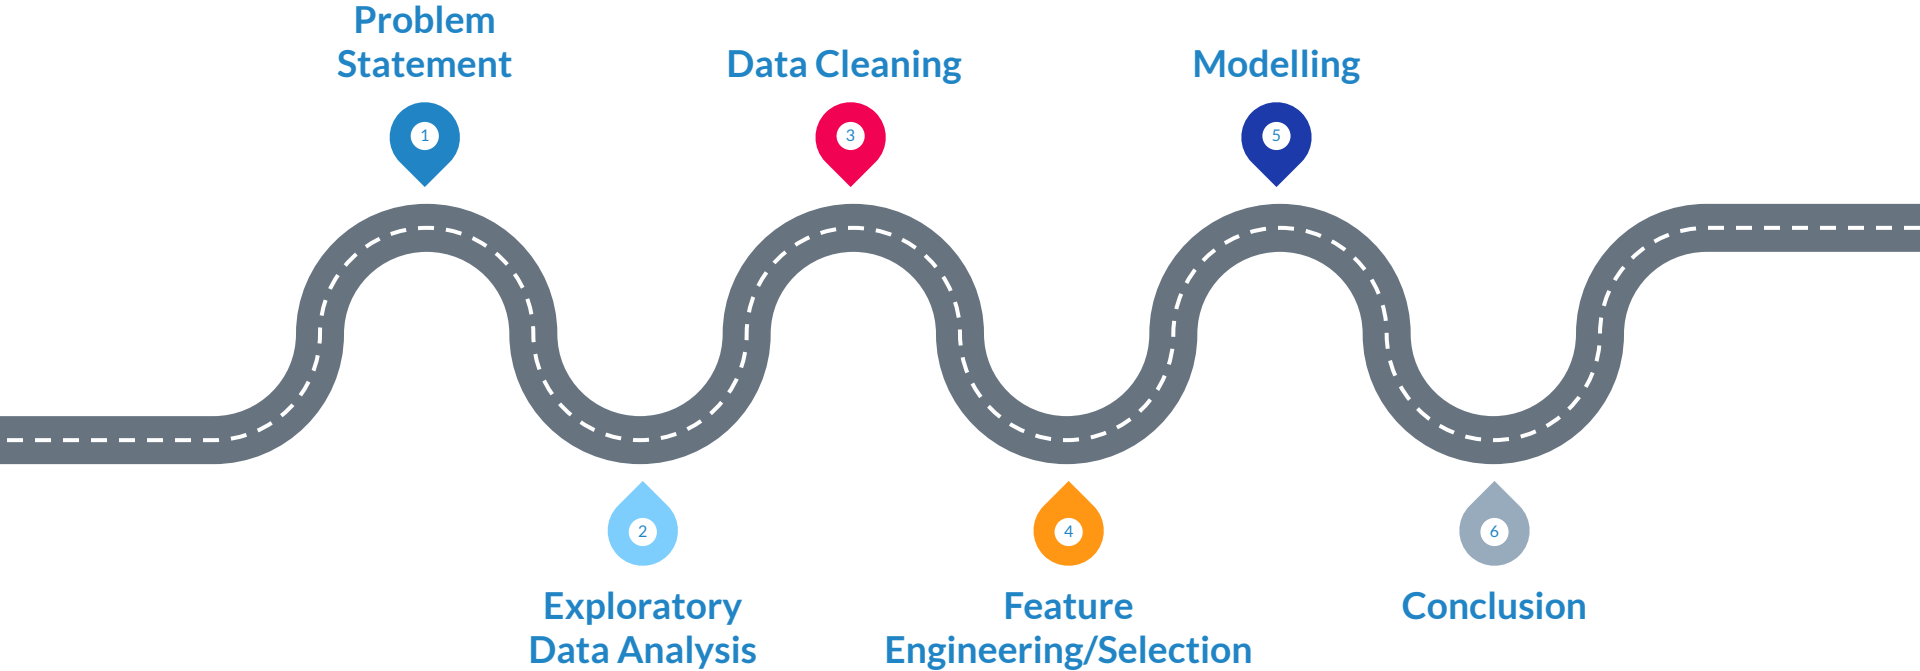 Problem
Statement
1
Exploratory
Data Analysis
2
Data Cleaning
3
Feature
Engineering/Selection
4
Modelling
5
Conclusion
6